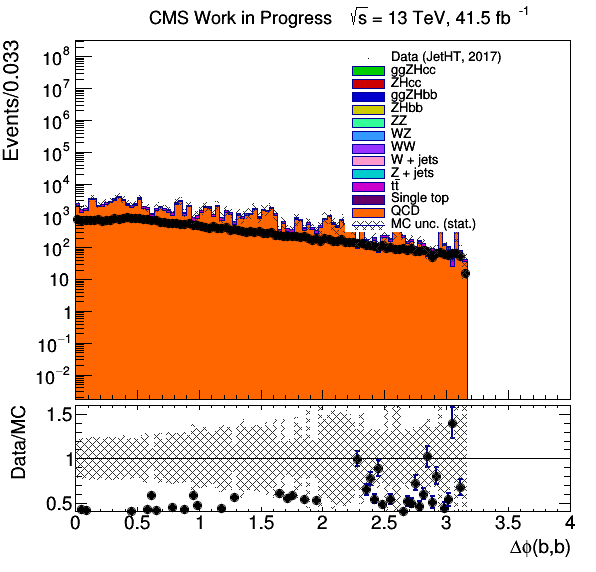 CMS Work in Progress √s = 13 TeV, 41.5 fb⁻¹
Events/0.033
10⁸
10⁷
10⁶
10⁵
10⁴
10³
10²
10
1
10⁻¹
10⁻²
Data (JetHT, 2017)
ggZHcc
ZHcc
ggZHbb
ZHbb
ZZ
WZ
WW
W + jets
Z + jets
tt̄
Single top
QCD
MC unc. (stat.)
Data/MC
1.5
1
0.5
0 0.5 1 1.5 2 2.5 3 3.5 4
Δϕ(b,b)